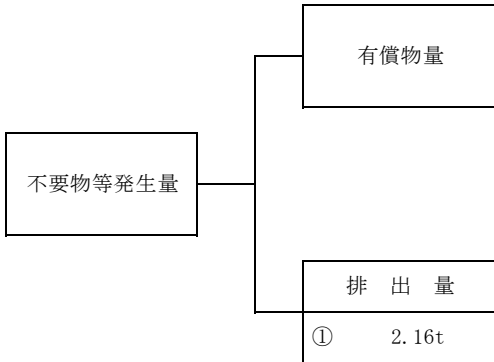 有償物量
不要物等発生量
排 出 量
① 2.16t